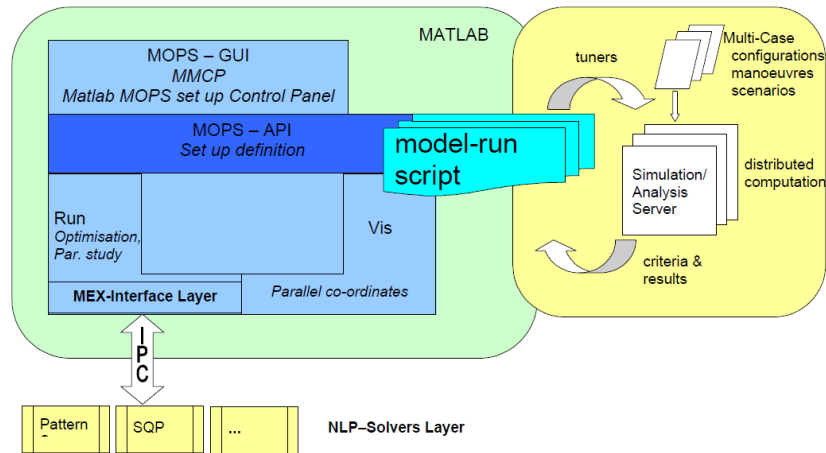 MATLAB
MOPS – GUI
MMCP
Matlab MOPS set up Control Panel
MOPS – API
Set up definition
model-run
script
Run
Optimisation,
Par. study
Vis
MEX-Interface Layer
Parallel co-ordinates
IPC
Pattern
SQP
...
NLP–Solvers Layer
tuners
Multi-Case
configurations
manoeuvres
scenarios
Simulation/
Analysis
Server
distributed
computation
criteria &
results